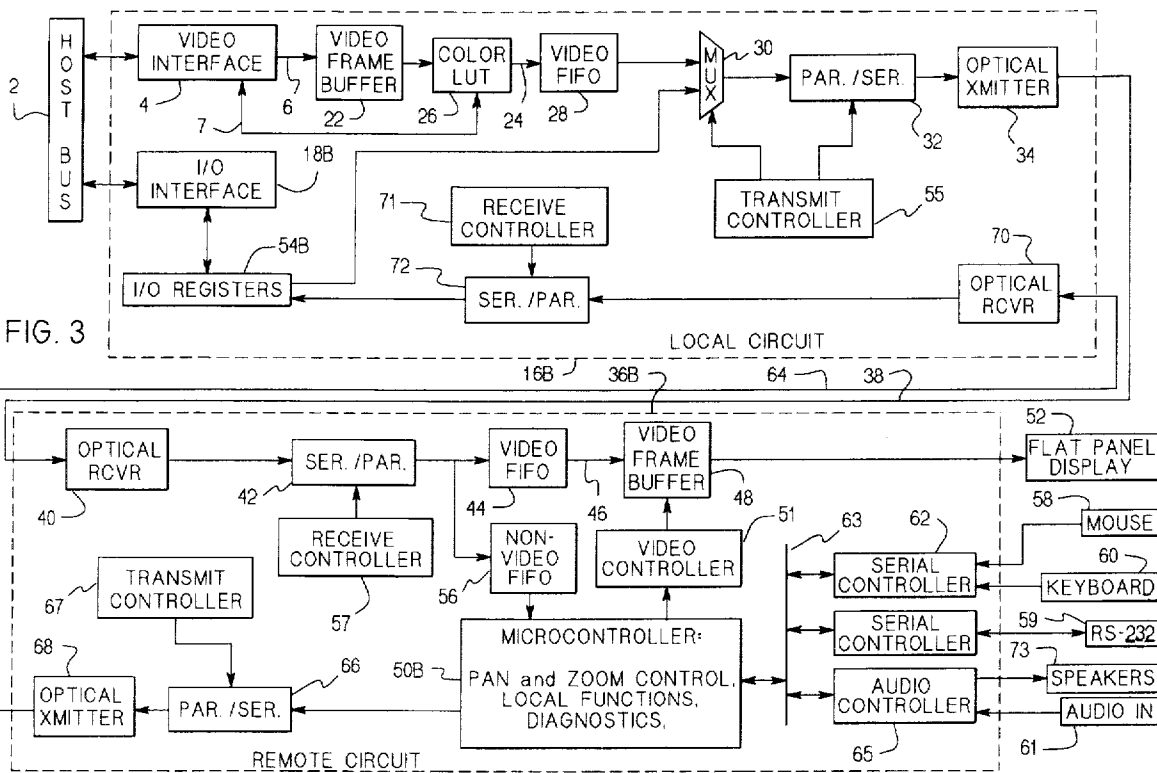 HOST BUS
2
VIDEO
INTERFACE
4
6
7
VIDEO
FRAME
BUFFER
22
COLOR
LUT
26
24
VIDEO
FIFO
28
MUX
30
PAR./SER.
32
OPTICAL
XMITTER
34
I/O
INTERFACE
18B
71
RECEIVE
CONTROLLER
TRANSMIT
CONTROLLER
55
54B
I/O REGISTERS
72
SER./PAR.
70
OPTICAL
RCVR
FIG. 3
LOCAL CIRCUIT
16B
36B
64
38
OPTICAL
RCVR
40
SER./PAR.
42
VIDEO
FIFO
44
46
VIDEO
FRAME
BUFFER
48
52
FLAT PANEL
DISPLAY
58
MOUSE
RECEIVE
CONTROLLER
57
NON-
VIDEO
FIFO
56
VIDEO
CONTROLLER
51
63
62
SERIAL
CONTROLLER
60
KEYBOARD
TRANSMIT
CONTROLLER
67
SERIAL
CONTROLLER
59
RS-232
MICROCONTROLLER:
PAN and ZOOM CONTROL,
LOCAL FUNCTIONS,
DIAGNOSTICS,
50B
68
OPTICAL
XMITTER
66
PAR./SER.
AUDIO
CONTROLLER
65
73
SPEAKERS
AUDIO IN
61
REMOTE CIRCUIT